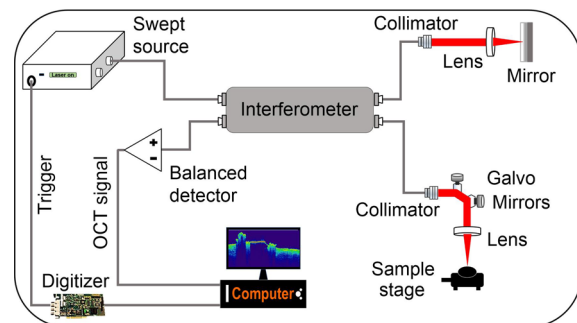 Swept
source
Laser on
Collimator
Lens
Mirror
Interferometer
+
-
Balanced
detector
OCT signal
Trigger
Galvo
Mirrors
Collimator
Lens
Sample
stage
Digitizer
Computer